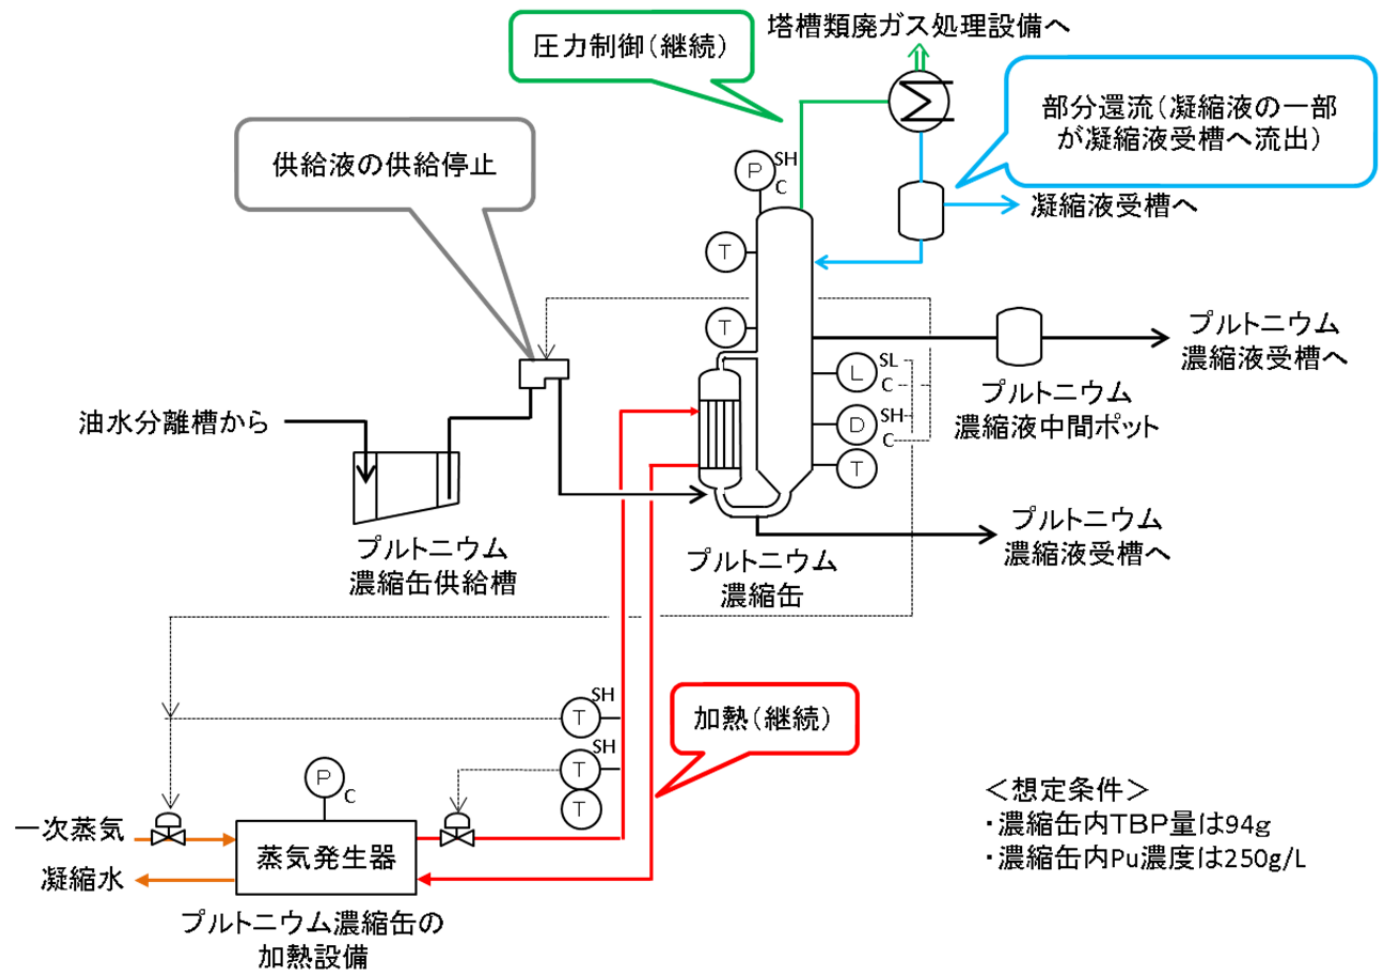 塔槽類廃ガス処理設備へ
圧力制御（継続）
部分還流（凝縮液の一部
が凝縮液受槽へ流出）
供給液の供給停止
P
SH
C
凝縮液受槽へ
T
T
プルトニウム
濃縮液受槽へ
L
SL
C
プルトニウム
濃縮液中間ポット
油水分離槽から
D
SH
C
T
プルトニウム
濃縮缶供給槽
プルトニウム
濃縮缶
プルトニウム
濃縮液受槽へ
T
SH
加熱（継続）
T
SH
T
P
C
一次蒸気
蒸気発生器
凝縮水
プルトニウム濃縮缶の
加熱設備
＜想定条件＞
・濃縮缶内ＴＢＰ量は94g
・濃縮缶内Pu濃度は250g/L